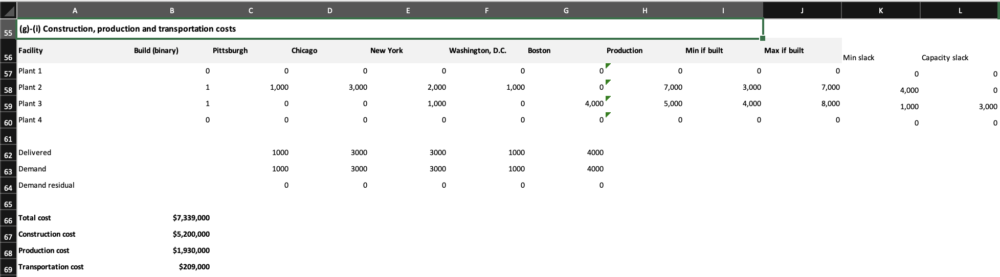 A B C D E F G H I J K L
55 (g)-(i) Construction, production and transportation costs
56 Facility Build (binary) Pittsburgh Chicago New York Washington, D.C. Boston Production Min if built Max if built Min slack Capacity slack
57 Plant 1 0 0 0 0 0 0 0 0 0 0 0
58 Plant 2 1 1,000 3,000 2,000 1,000 0 7,000 3,000 7,000 4,000 0
59 Plant 3 1 0 0 1,000 0 4,000 5,000 4,000 8,000 1,000 3,000
60 Plant 4 0 0 0 0 0 0 0 0 0 0 0
61
62 Delivered 1000 3000 3000 1000 4000
63 Demand 1000 3000 3000 1000 4000
64 Demand residual 0 0 0 0 0
65
66 Total cost $7,339,000
67 Construction cost $5,200,000
68 Production cost $1,930,000
69 Transportation cost $209,000